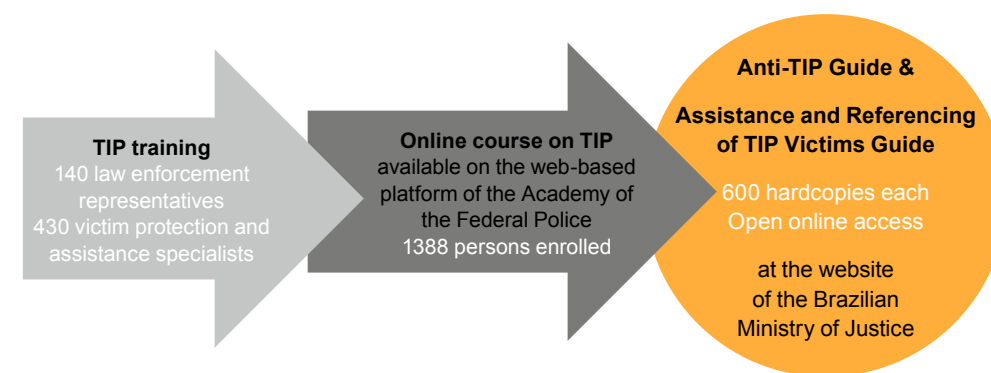 TIP training
140 law enforcement
representatives
430 victim protection and
assistance specialists
Online course on TIP
available on the web-based
platform of the Academy of
the Federal Police
1388 persons enrolled
Anti-TIP Guide &
Assistance and Referencing
of TIP Victims Guide
600 hardcopies each
Open online access
at the website
of the Brazilian
Ministry of Justice